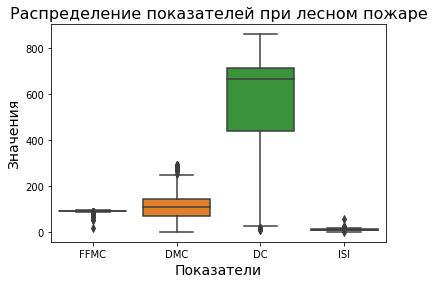 Распределение показателей при лесном пожаре
Значения
800
600
400
200
0
FFMC DMC DC ISI
Показатели